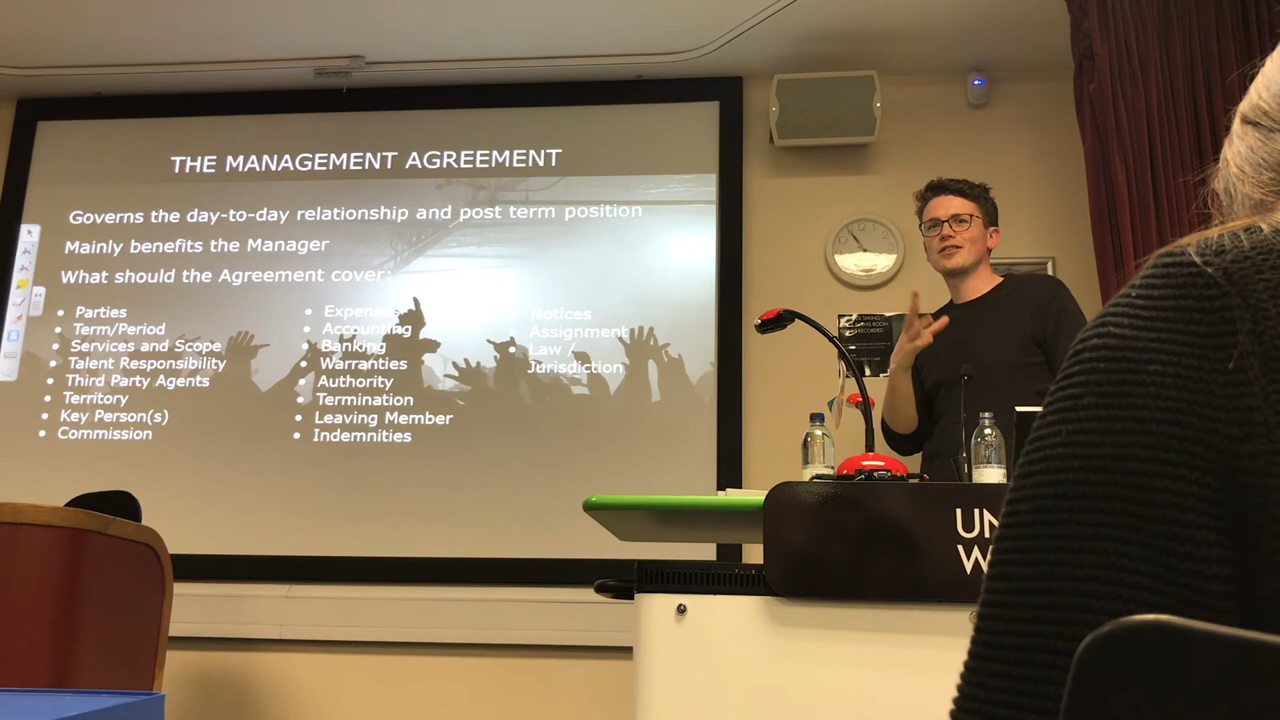 THE MANAGEMENT AGREEMENT
Governs the day-to-day relationship and post term position
Mainly benefits the Manager
What should the Agreement cover:
• Parties
• Term/Period
• Services and Scope
• Talent Responsibility
• Third Party Agents
• Territory
• Key Person(s)
• Commission
• Expenses
• Accounting
• Banking
• Warranties
• Authority
• Termination
• Leaving Member
• Indemnities
• Notices
• Assignment
• Law /
Jurisdiction
UN
W